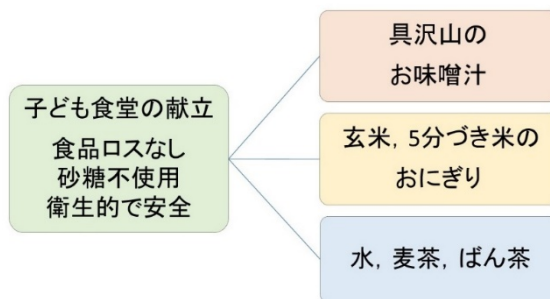 子ども食堂の献立
食品ロスなし
砂糖不使用
衛生的で安全
具沢山の
お味噌汁
玄米, 5分づき米の
おにぎり
水, 麦茶, ばん茶